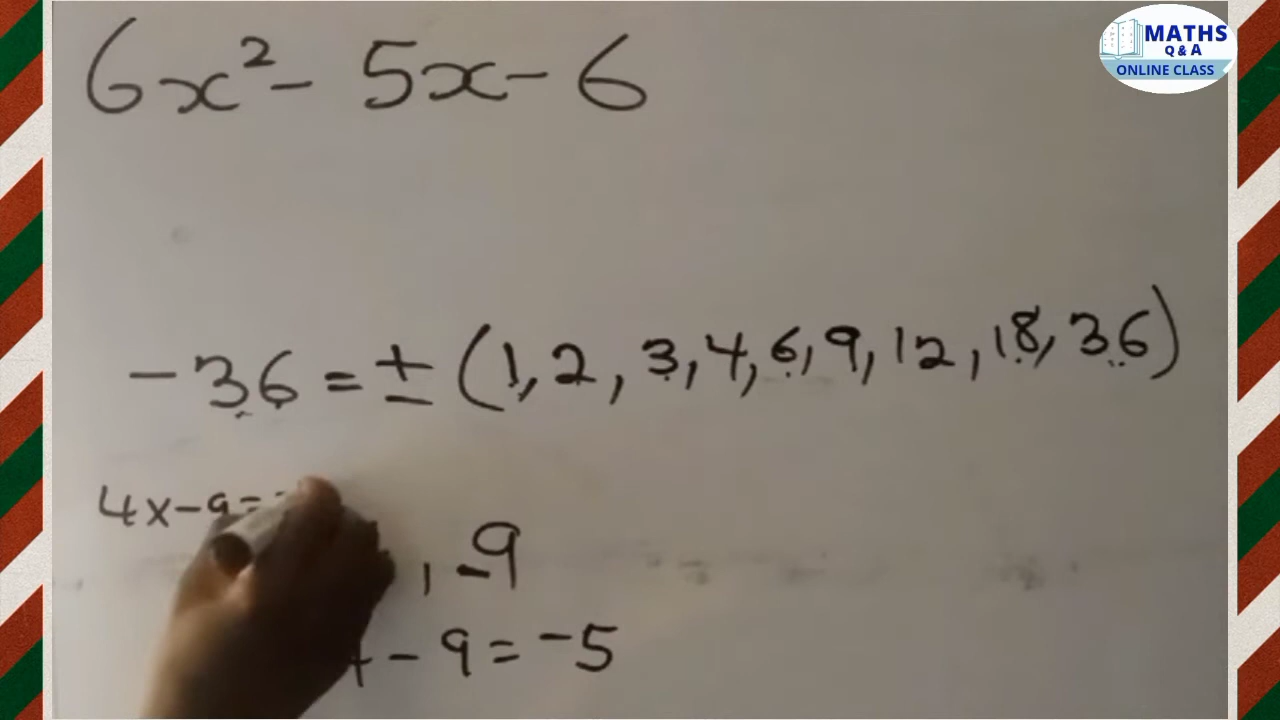 MATHS
Q & A
ONLINE CLASS
6x² - 5x - 6
-36 = ± (1, 2, 3, 4, 6, 9, 12, 18, 36)
4x-9=
, -9
- 9 = -5